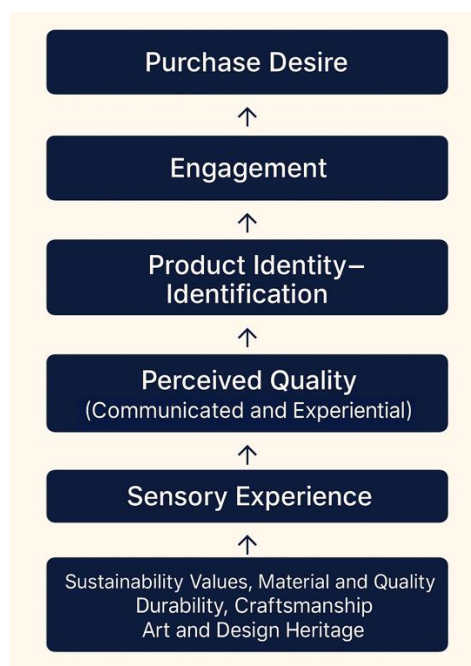 Purchase Desire
↑
Engagement
↑
Product Identity–
Identification
↑
Perceived Quality
(Communicated and Experiential)
↑
Sensory Experience
↑
Sustainability Values, Material and Quality
Durability, Craftsmanship
Art and Design Heritage